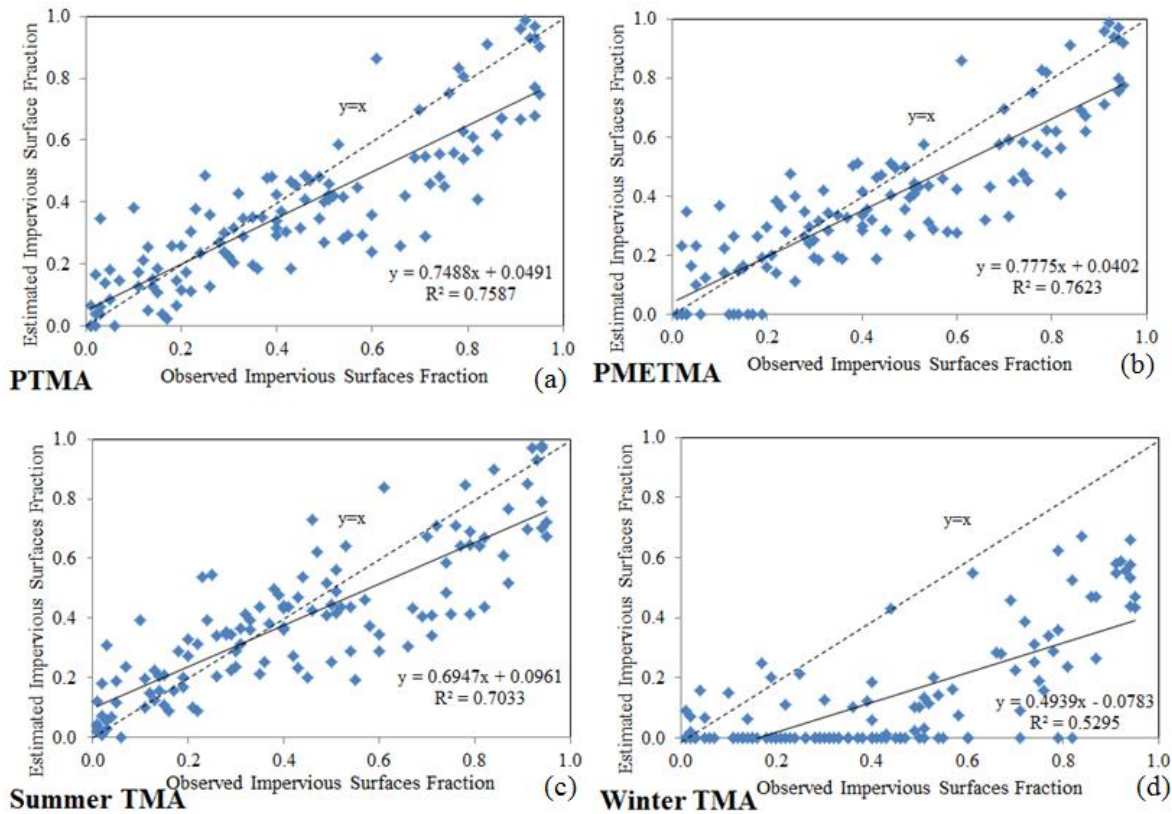 Estimated Impervious Surface Fraction
1.0
0.8
0.6
0.4
0.2
0.0
y=x
y = 0.7488x + 0.0491
R² = 0.7587
0.0 0.2 0.4 0.6 0.8 1.0
Observed Impervious Surfaces Fraction
PTMA
(a)
Estimated Impervious Surfaces Fraction
1.0
0.8
0.6
0.4
0.2
0.0
y=x
y = 0.7775x + 0.0402
R² = 0.7623
0.0 0.2 0.4 0.6 0.8 1.0
Observed Impervious Surfaces Fraction
PMETMA
(b)
Estimated Impervious Surfaces Fraction
1.0
0.8
0.6
0.4
0.2
0.0
y=x
y = 0.6947x + 0.0961
R² = 0.7033
0.0 0.2 0.4 0.6 0.8 1.0
Observed Impervious Surfaces Fraction
Summer TMA
(c)
Estimated Impervious Surfaces Fraction
1.0
0.8
0.6
0.4
0.2
0.0
y=x
y = 0.4939x - 0.0783
R² = 0.5295
0.0 0.2 0.4 0.6 0.8 1.0
Observed Impervious Surfaces Fraction
Winter TMA
(d)